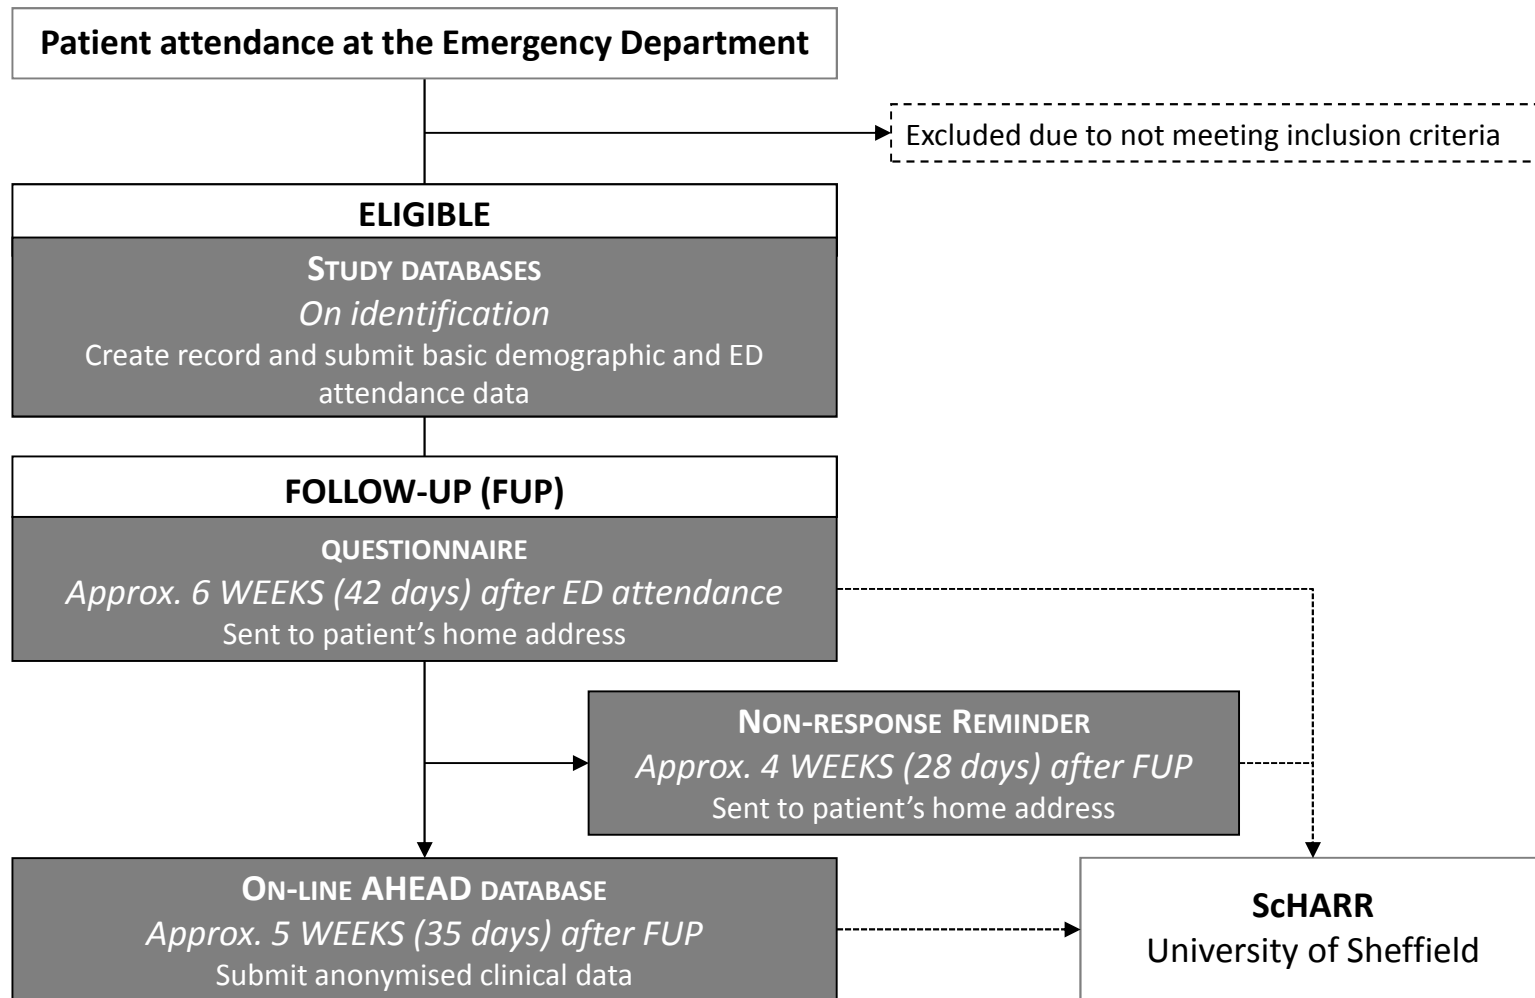 Patient attendance at the Emergency Department
Excluded due to not meeting inclusion criteria
ELIGIBLE
STUDY DATABASES
On identification
Create record and submit basic demographic and ED
attendance data
FOLLOW-UP (FUP)
QUESTIONNAIRE
Approx. 6 WEEKS (42 days) after ED attendance
Sent to patient’s home address
NON-RESPONSE REMINDER
Approx. 4 WEEKS (28 days) after FUP
Sent to patient’s home address
ON-LINE AHEAD DATABASE
Approx. 5 WEEKS (35 days) after FUP
Submit anonymised clinical data
ScHARR
University of Sheffield